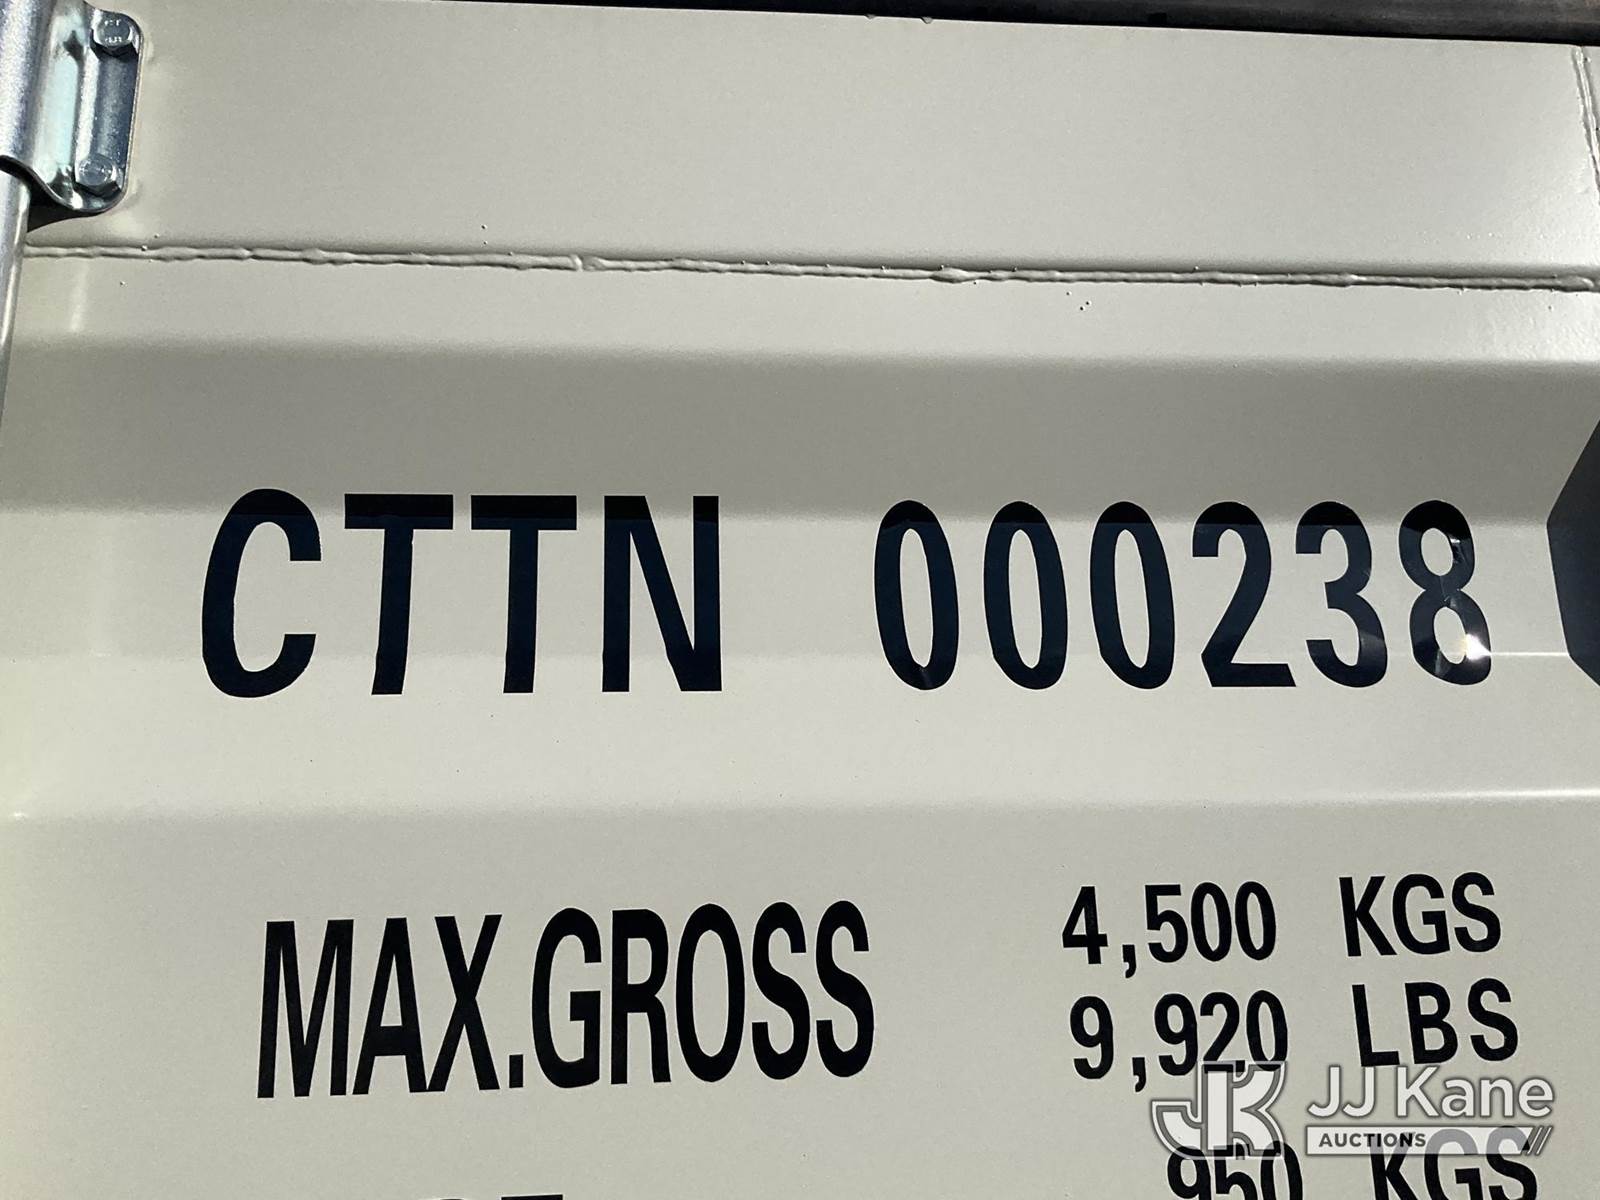 CTTN 000238
MAX.GROSS 4,500 KGS
9,920 LBS
950 KGS
JJ Kane
AUCTIONS